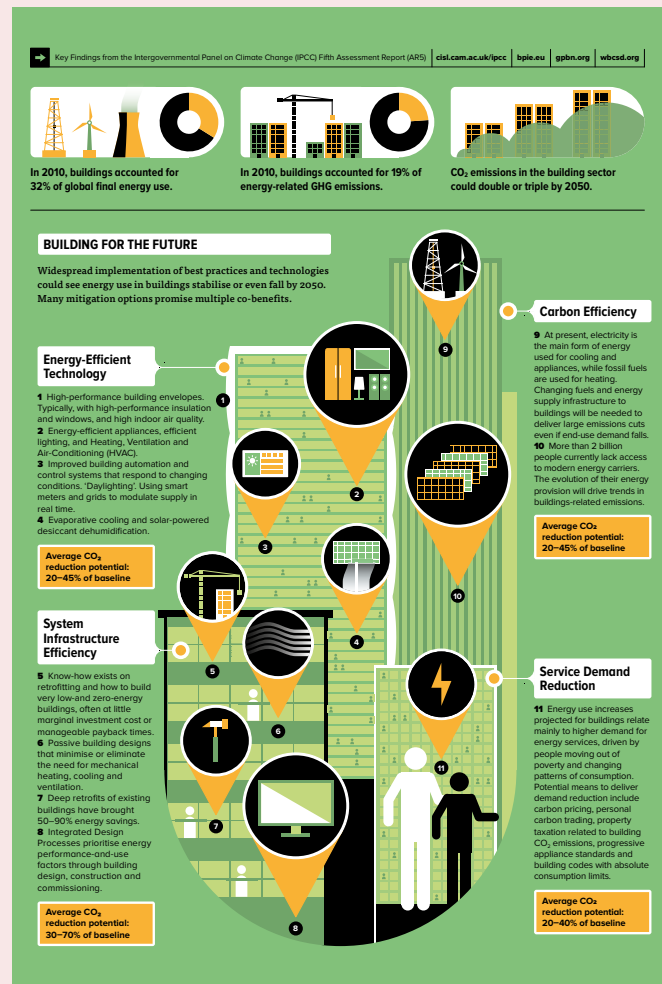 Key Findings from the Intergovernmental Panel on Climate Change (IPCC) Fifth Assessment Report (AR5)
cisl.cam.ac.uk/ipcc
bpie.eu
gpbn.org
wbcsd.org
In 2010, buildings accounted for
32% of global final energy use.
In 2010, buildings accounted for 19% of
energy-related GHG emissions.
CO₂ emissions in the building sector
could double or triple by 2050.
BUILDING FOR THE FUTURE
Widespread implementation of best practices and technologies
could see energy use in buildings stabilise or even fall by 2050.
Many mitigation options promise multiple co-benefits.
Energy-Efficient
Technology
1 High-performance building envelopes.
Typically, with high-performance insulation
and windows, and high indoor air quality.
2 Energy-efficient appliances, efficient
lighting, and Heating, Ventilation and
Air-Conditioning (HVAC).
3 Improved building automation and
control systems that respond to changing
conditions. ‘Daylighting’. Using smart
meters and grids to modulate supply in
real time.
4 Evaporative cooling and solar-powered
desiccant dehumidification.
Average CO₂
reduction potential:
20–45% of baseline
System
Infrastructure
Efficiency
5 Know-how exists on
retrofitting and how to build
very low-and zero-energy
buildings, often at little
marginal investment cost or
manageable payback times.
6 Passive building designs
that minimise or eliminate
the need for mechanical
heating, cooling and
ventilation.
7 Deep retrofits of existing
buildings have brought
50–90% energy savings.
8 Integrated Design
Processes prioritise energy
performance-and-use
factors through building
design, construction and
commissioning.
Average CO₂
reduction potential:
30–70% of baseline
1
2
3
4
5
6
7
8
9
10
11
Carbon Efficiency
9 At present, electricity is
the main form of energy
used for cooling and
appliances, while fossil fuels
are used for heating.
Changing fuels and energy
supply infrastructure to
buildings will be needed to
deliver large emissions cuts
even if end-use demand falls.
10 More than 2 billion
people currently lack access
to modern energy carriers.
The evolution of their energy
provision will drive trends in
buildings-related emissions.
Average CO₂
reduction potential:
20–45% of baseline
Service Demand
Reduction
11 Energy use increases
projected for buildings relate
mainly to higher demand for
energy services, driven by
people moving out of
poverty and changing
patterns of consumption.
Potential means to deliver
demand reduction include
carbon pricing, personal
carbon trading, property
taxation related to building
CO₂ emissions, progressive
appliance standards and
building codes with absolute
consumption limits.
Average CO₂
reduction potential:
20–40% of baseline